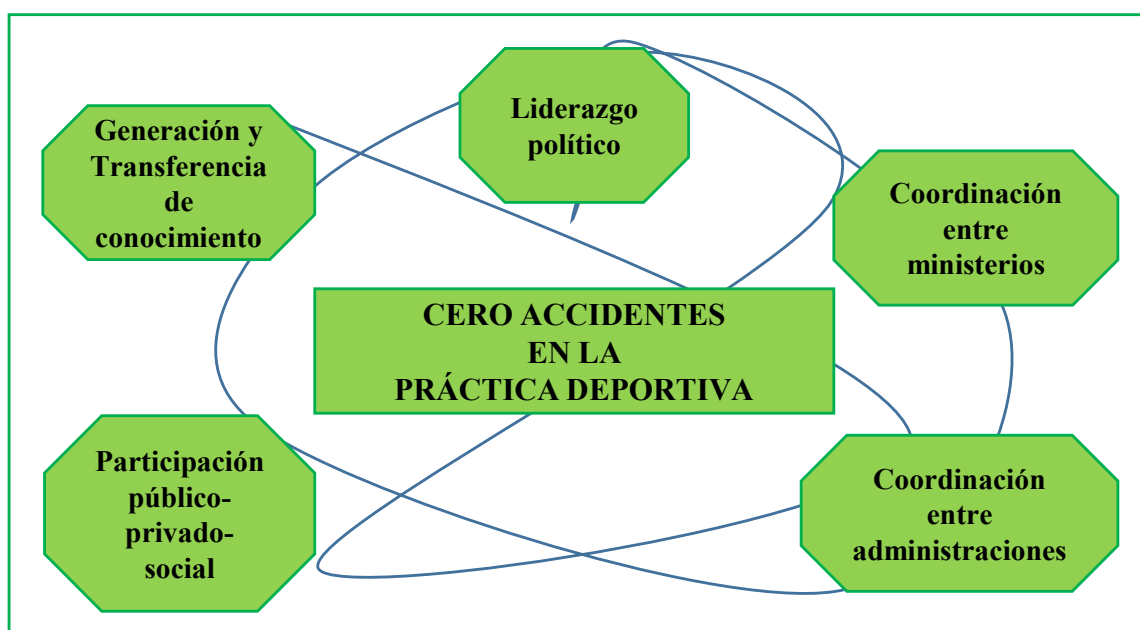 Liderazgo
político
Generación y
Transferencia
de
conocimiento
Coordinación
entre
ministerios
CERO ACCIDENTES
EN LA
PRÁCTICA DEPORTIVA
Participación
público-
privado-
social
Coordinación
entre
administraciones